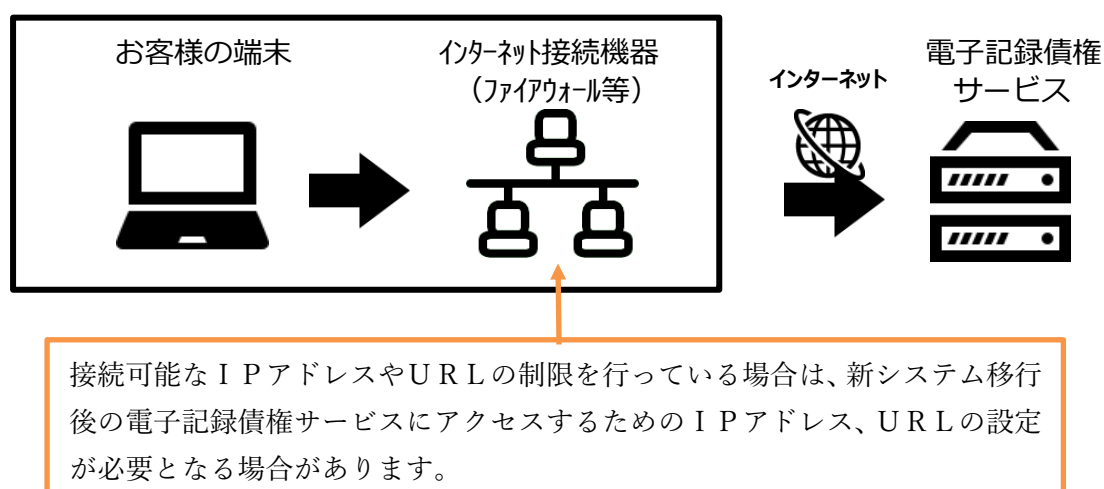 お客様の端末
インターネット接続機器
（ファイアウォール等）
インターネット
電子記録債権
サービス
接続可能なＩＰアドレスやＵＲＬの制限を行っている場合は、新システム移行
後の電子記録債権サービスにアクセスするためのＩＰアドレス、ＵＲＬの設定
が必要となる場合があります。